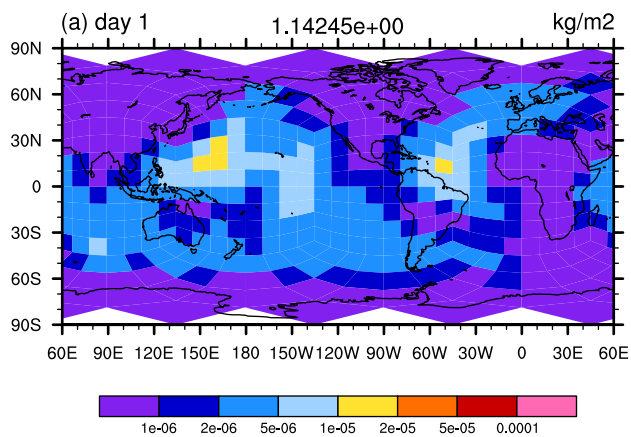 (a) day 1 1.14245e+00 kg/m2
90N
60N
30N
0
30S
60S
90S
60E 90E 120E 150E 180 150W 120W 90W 60W 30W 0 30E 60E
1e-06 2e-06 5e-06 1e-05 2e-05 5e-05 0.0001